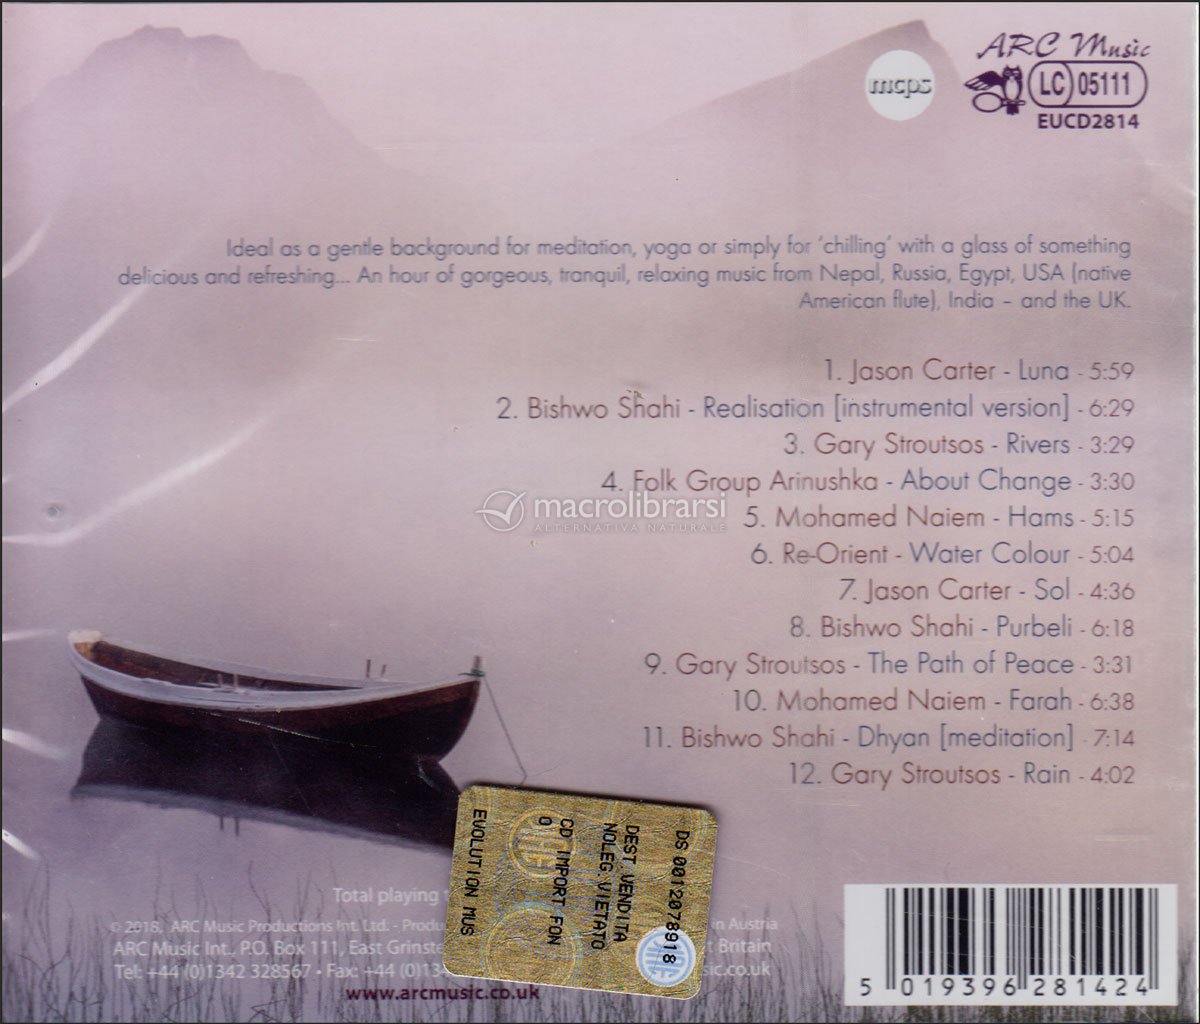 ARC Music
mcps
LC 05111
EUCD2814
Ideal as a gentle background for meditation, yoga or simply for 'chilling' with a glass of something
delicious and refreshing... An hour of gorgeous, tranquil, relaxing music from Nepal, Russia, Egypt, USA (native
American flute), India – and the UK.
1. Jason Carter - Luna - 5:59
2. Bishwo Shahi - Realisation [instrumental version] - 6:29
3. Gary Stroutsos - Rivers - 3:29
4. Folk Group Arinushka - About Change - 3:30
macrolibrarsi
ALTERNATIVA NATURALE
5. Mohamed Naiem - Hams - 5:15
6. Re-Orient - Water Colour - 5:04
7. Jason Carter - Sol - 4:36
8. Bishwo Shahi - Purbeli - 6:18
9. Gary Stroutsos - The Path of Peace - 3:31
10. Mohamed Naiem - Farah - 6:38
11. Bishwo Shahi - Dhyan [meditation] - 7:14
12. Gary Stroutsos - Rain - 4:02
DS 0012078918
DEST.VENDITA
NOLEG.VIETATO
CD IMPORT FON
0
EVOLUTION MUS
Total playing
© 2018, ARC Music Productions Int. Ltd. - in Austria
ARC Music Int., P.O. Box 111, East Britain
Tel: +44 (0)1342 328567 • Fax: +44
www.arcmusic.co.uk
5 019396 281424